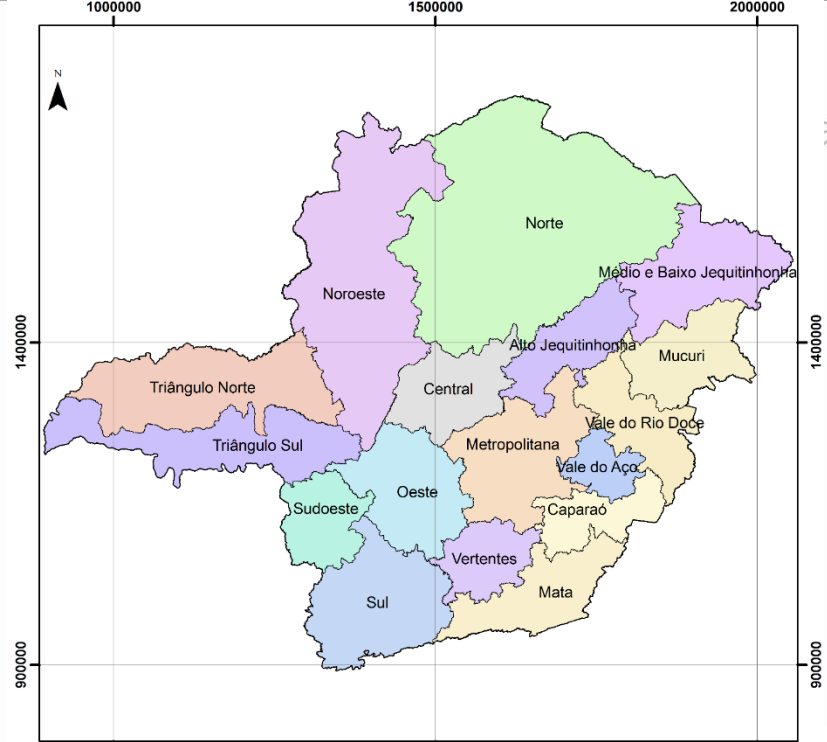 1000000
1500000
2000000
N
Norte
Médio e Baixo Jequitinhonha
Noroeste
1400000
1400000
Alto Jequitinhonha
Mucuri
Triângulo Norte
Central
Vale do Rio Doce
Triângulo Sul
Metropolitana
Vale do Aço
Oeste
Sudoeste
Caparaó
Vertentes
Mata
Sul
900000
900000